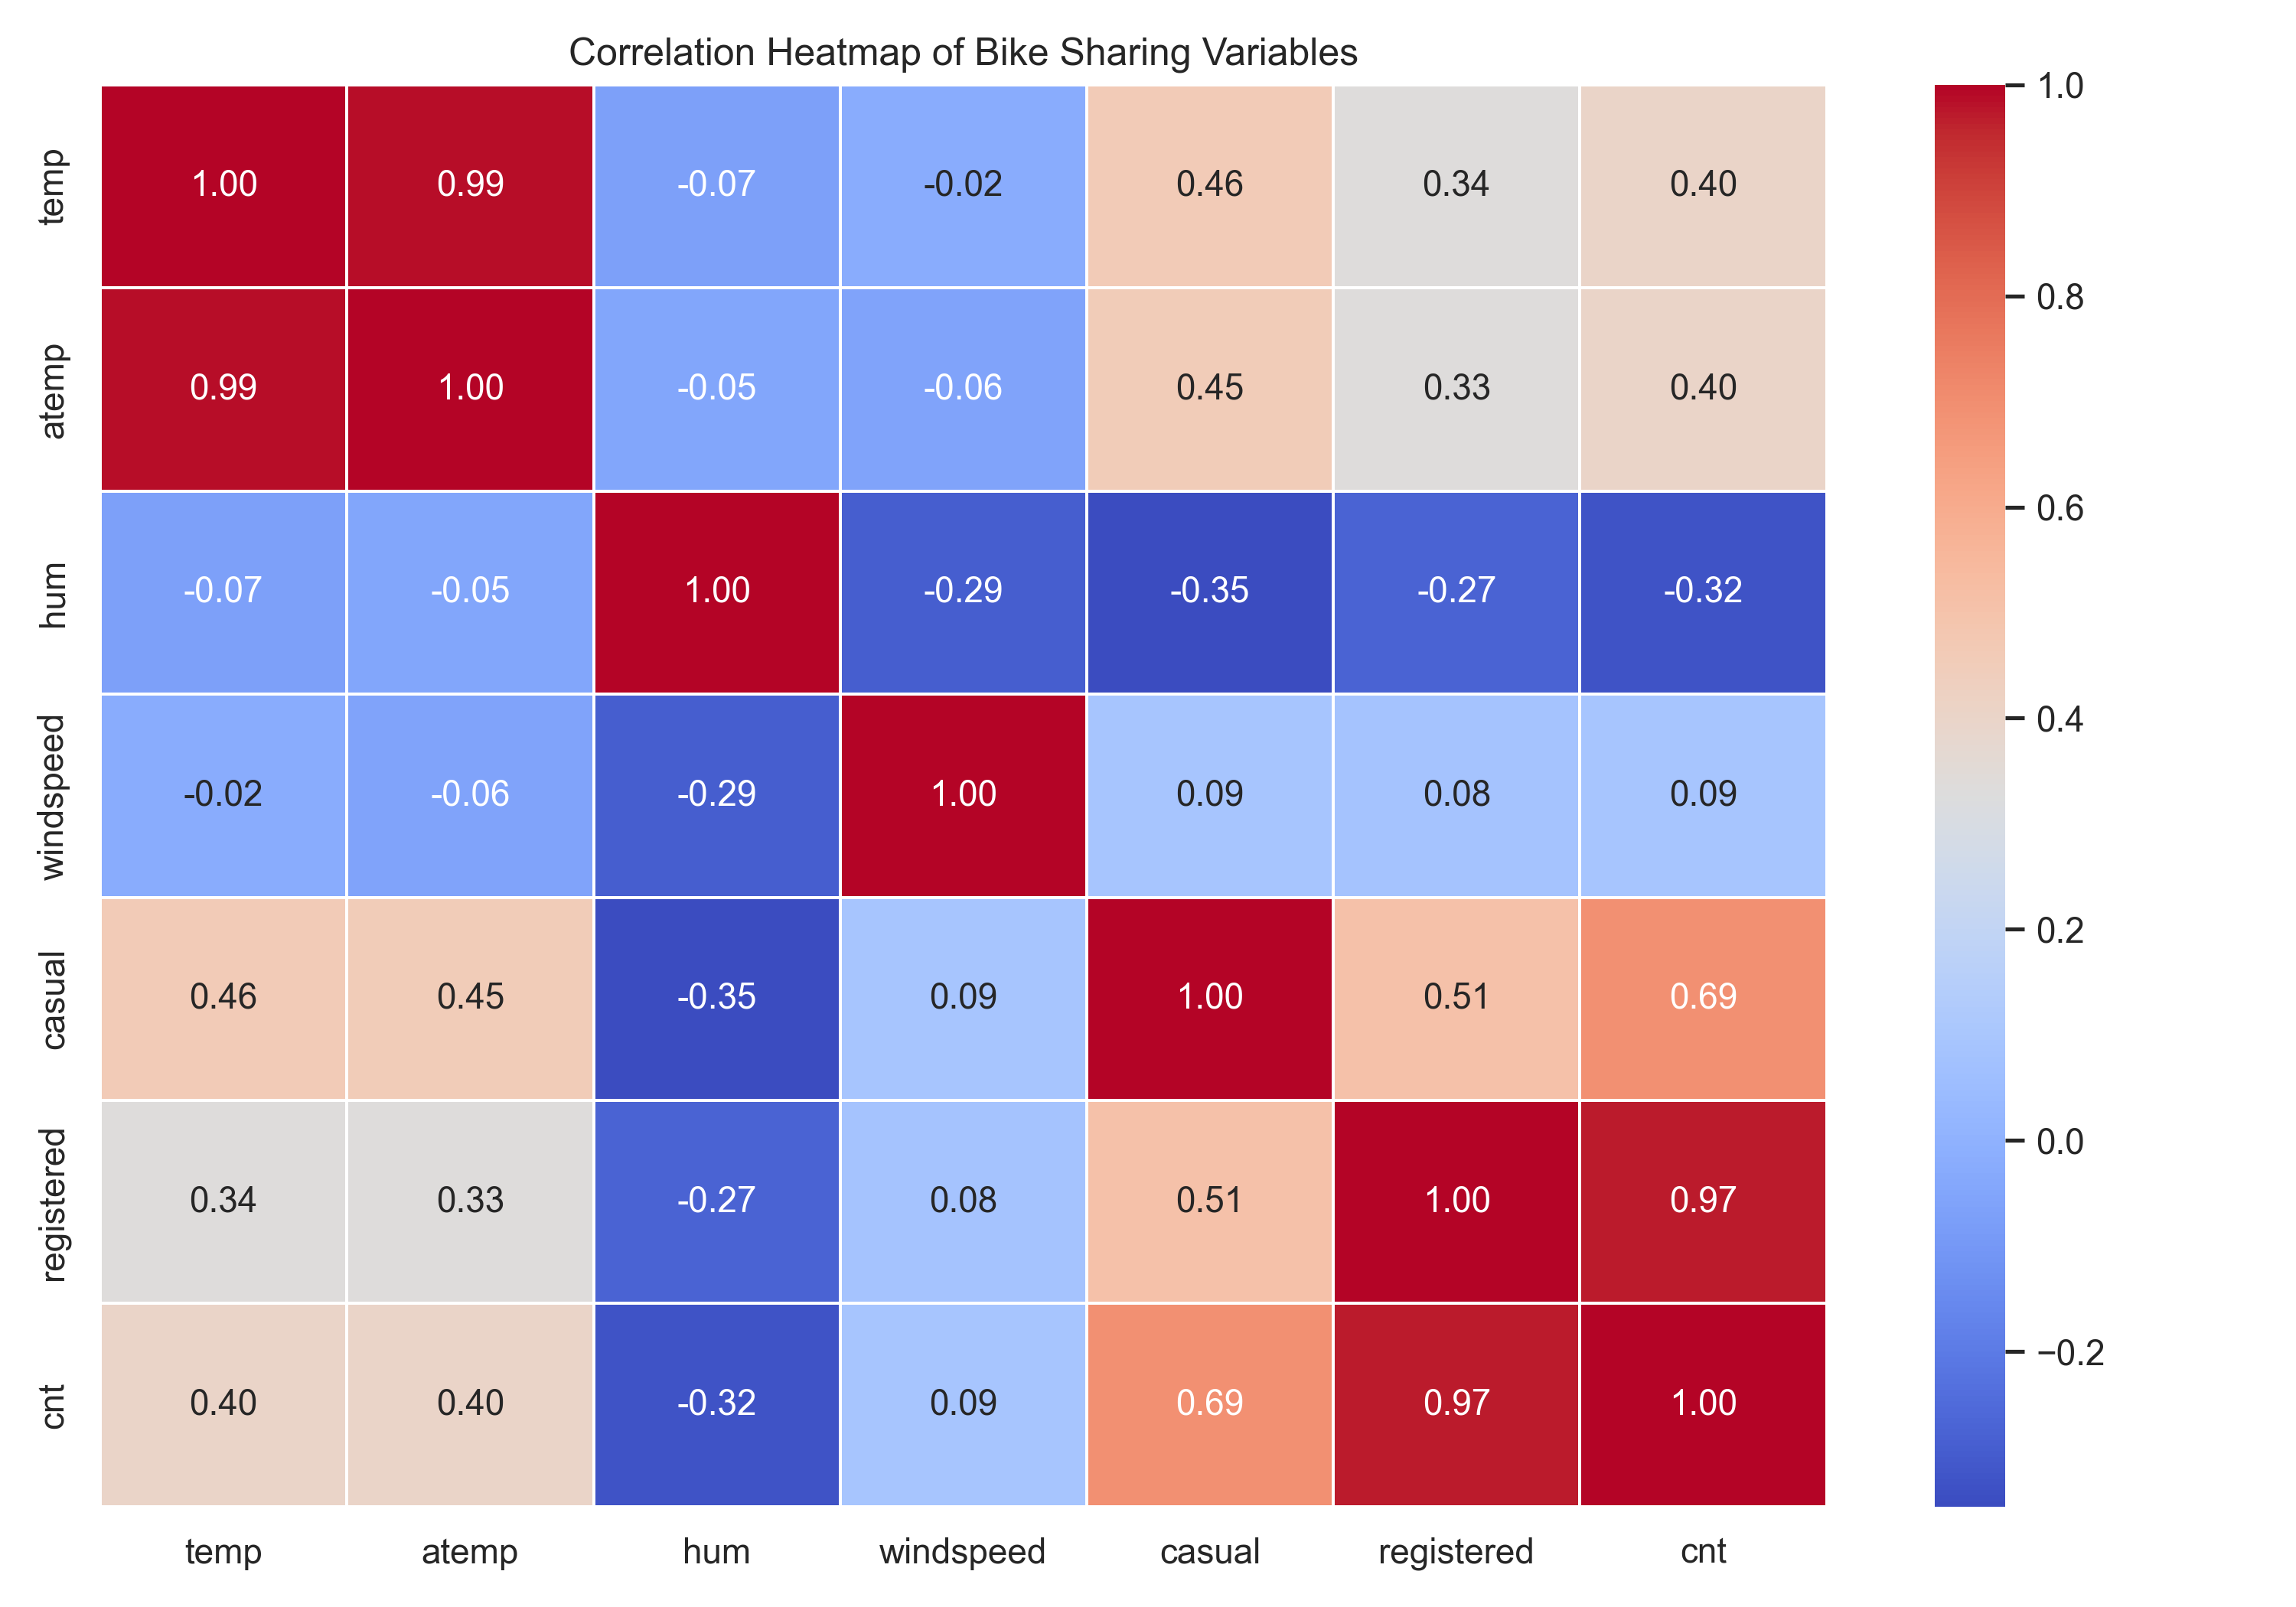 Correlation Heatmap of Bike Sharing Variables
temp 1.00 0.99 -0.07 -0.02 0.46 0.34 0.40
atemp 0.99 1.00 -0.05 -0.06 0.45 0.33 0.40
hum -0.07 -0.05 1.00 -0.29 -0.35 -0.27 -0.32
windspeed -0.02 -0.06 -0.29 1.00 0.09 0.08 0.09
casual 0.46 0.45 -0.35 0.09 1.00 0.51 0.69
registered 0.34 0.33 -0.27 0.08 0.51 1.00 0.97
cnt 0.40 0.40 -0.32 0.09 0.69 0.97 1.00
temp atemp hum windspeed casual registered cnt
1.0
0.8
0.6
0.4
0.2
0.0
−0.2